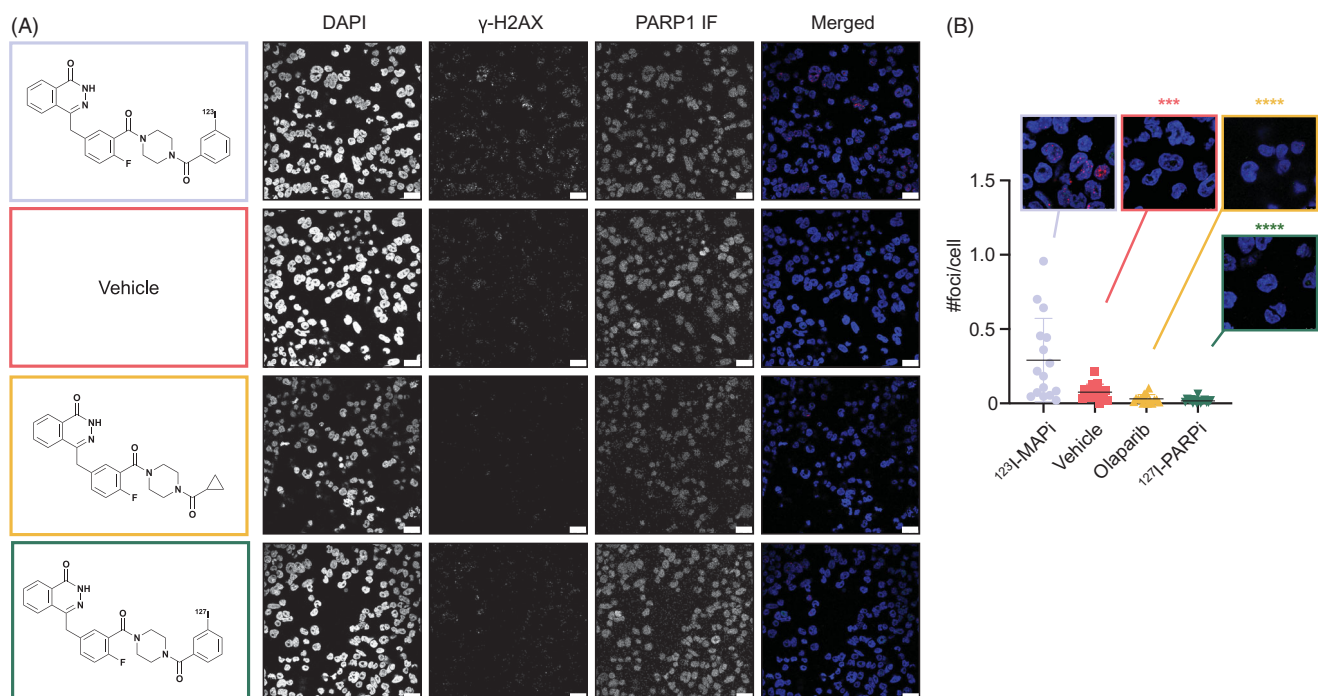 (A)
DAPI
γ-H2AX
PARP1 IF
Merged
O
NH
N
O
N
F
N
O
123I
Vehicle
O
NH
N
O
N
F
N
O
O
NH
N
O
N
F
N
O
127I
(B)
***
****
****
#foci/cell
1.5
1.0
0.5
0
123I-MAPi
Vehicle
Olaparib
127I-PARPi